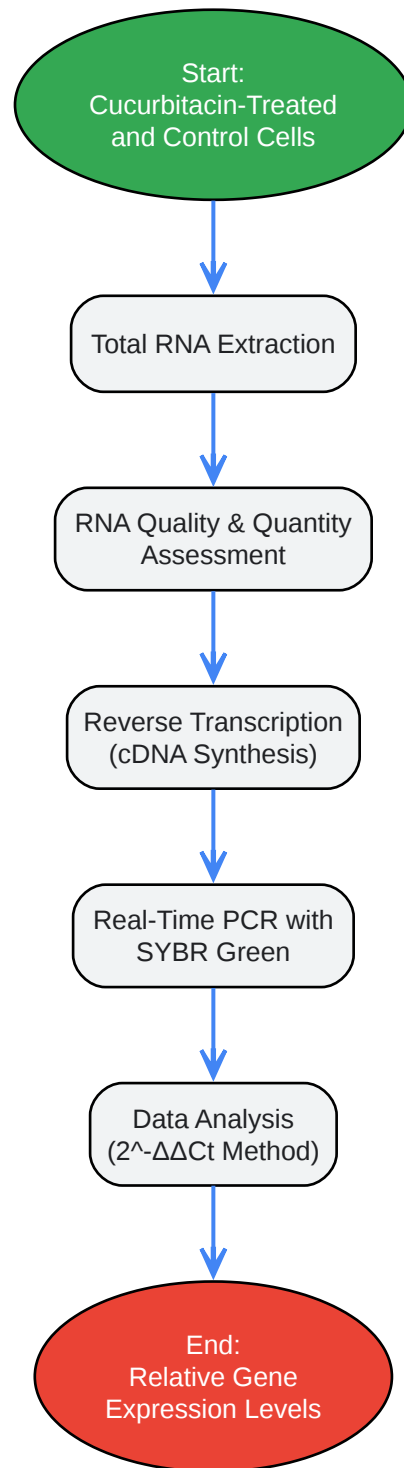 Start:
Cucurbitacin-Treated
and Control Cells
Total RNA Extraction
RNA Quality & Quantity
Assessment
Reverse Transcription
(cDNA Synthesis)
Real-Time PCR with
SYBR Green
Data Analysis
(2^-ΔΔCt Method)
End:
Relative Gene
Expression Levels